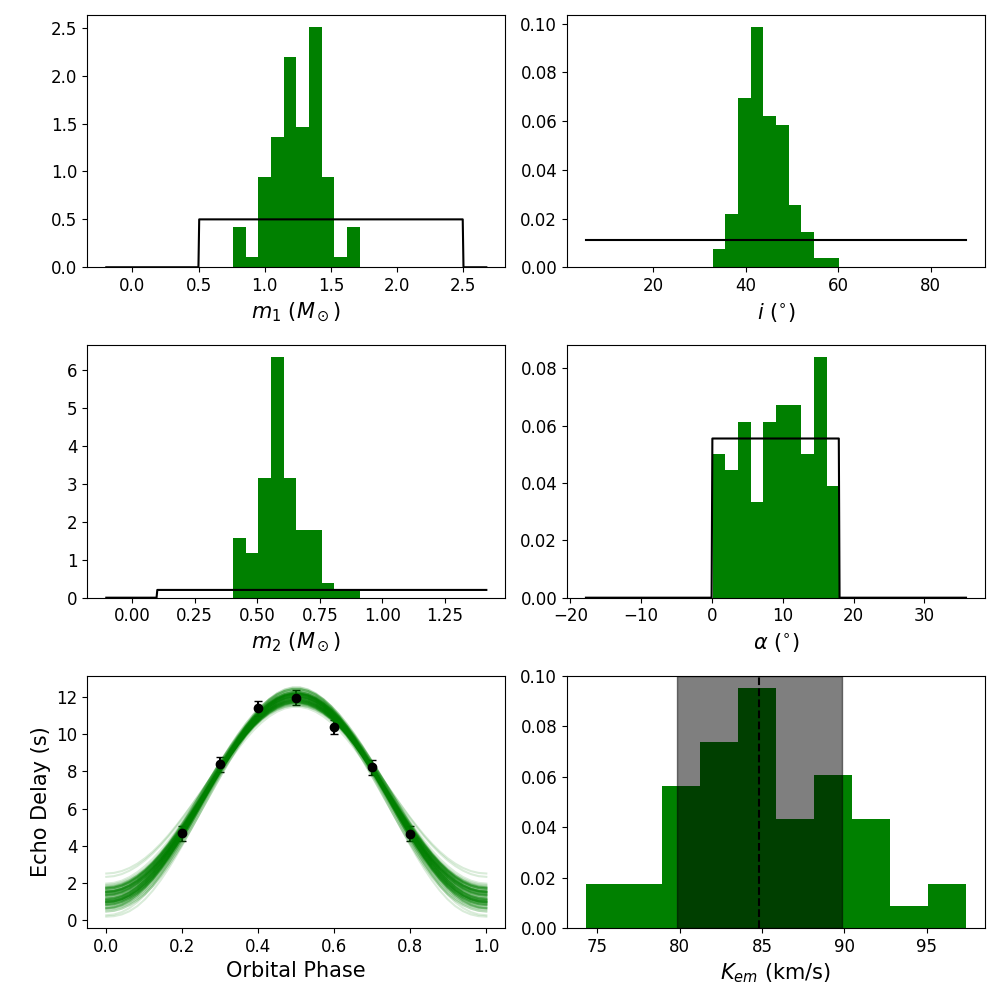 2.5
2.0
1.5
1.0
0.5
0.0
0.0 0.5 1.0 1.5 2.0 2.5
m₁ (M⊙)
0.10
0.08
0.06
0.04
0.02
0.00
20 40 60 80
i (°)
6
5
4
3
2
1
0
0.00 0.25 0.50 0.75 1.00 1.25
m₂ (M⊙)
0.08
0.06
0.04
0.02
0.00
−20 −10 0 10 20 30
α (°)
12
10
8
6
4
2
0
Echo Delay (s)
0.0 0.2 0.4 0.6 0.8 1.0
Orbital Phase
0.10
0.08
0.06
0.04
0.02
0.00
75 80 85 90 95
Kₑₘ (km/s)